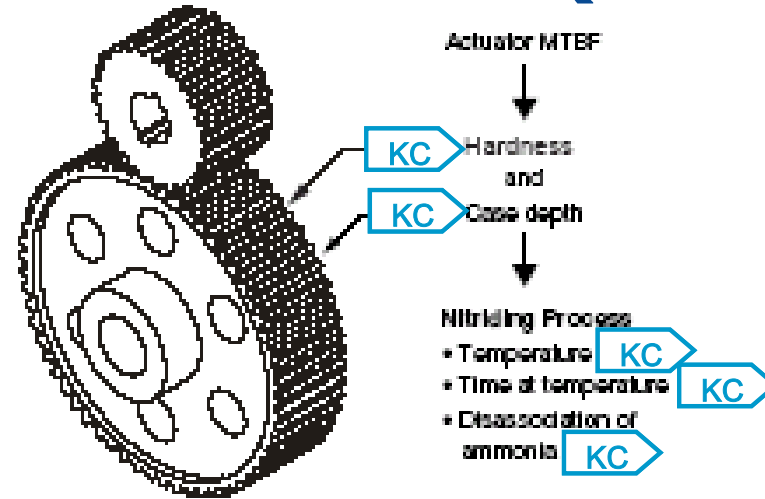 Actuator MTBF
KC Hardness
and
KC Case depth
Nitriding Process
• Temperature KC
• Time at temperature KC
• Disassociation of
ammonia KC